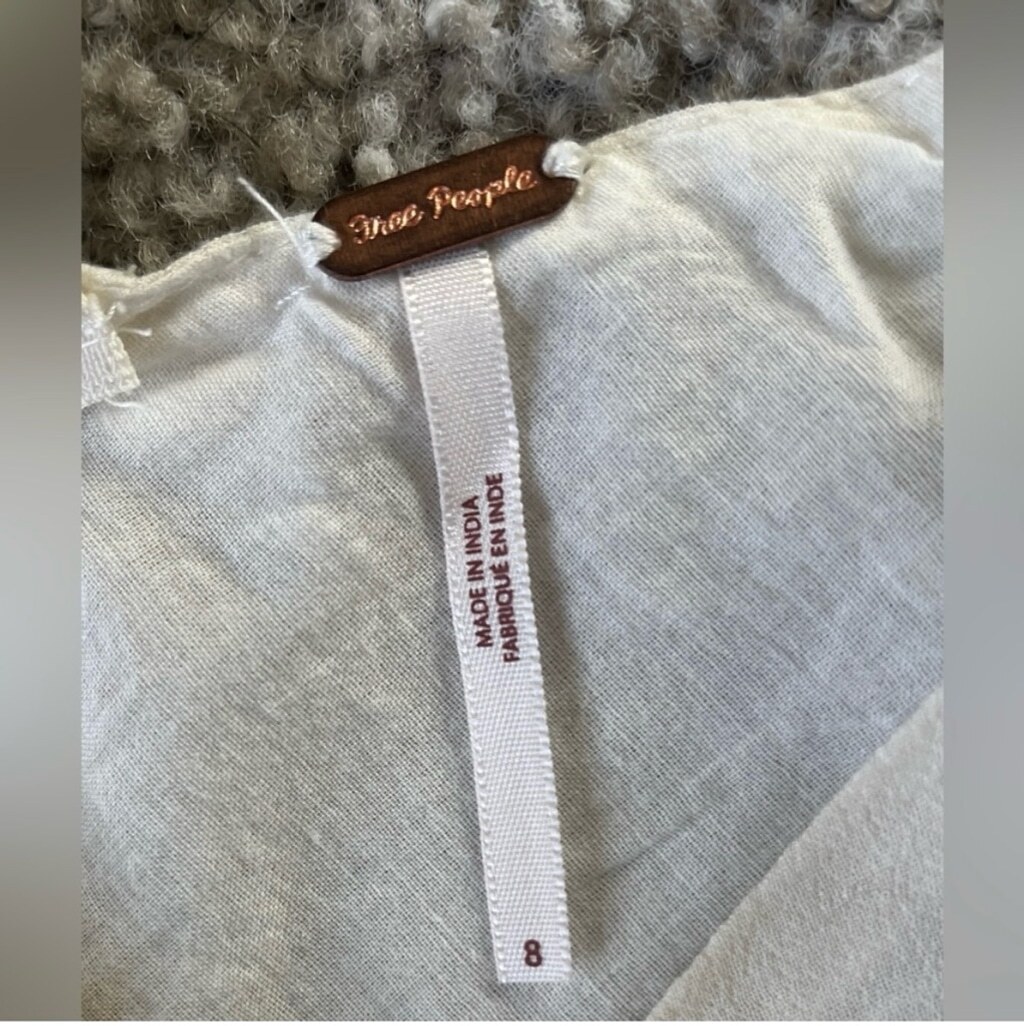 Free People
MADE IN INDIA
FABRIQUÉ EN INDE
8